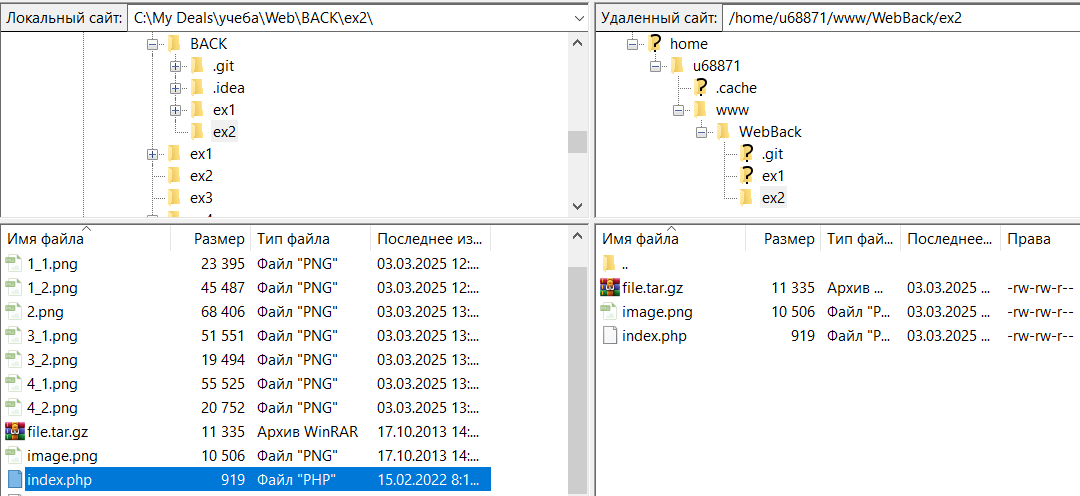 Локальный сайт: C:\My Deals\учеба\Web\BACK\ex2\
BACK
.git
.idea
ex1
ex2
ex1
ex2
ex3
Имя файла Размер Тип файла Последнее из...
1_1.png 23 395 Файл "PNG" 03.03.2025 12:...
1_2.png 45 487 Файл "PNG" 03.03.2025 12:...
2.png 68 406 Файл "PNG" 03.03.2025 13:...
3_1.png 51 551 Файл "PNG" 03.03.2025 13:...
3_2.png 19 494 Файл "PNG" 03.03.2025 13:...
4_1.png 55 525 Файл "PNG" 03.03.2025 13:...
4_2.png 20 752 Файл "PNG" 03.03.2025 13:...
file.tar.gz 11 335 Архив WinRAR 17.10.2013 14:...
image.png 10 506 Файл "PNG" 17.10.2013 14:...
index.php 919 Файл "PHP" 15.02.2022 8:1...
Удаленный сайт: /home/u68871/www/WebBack/ex2
home
u68871
.cache
www
WebBack
.git
ex1
ex2
Имя файла Размер Тип фай... Последнее... Права
..
file.tar.gz 11 335 Архив ... 03.03.2025 ... -rw-rw-r--
image.png 10 506 Файл "P... 03.03.2025 ... -rw-rw-r--
index.php 919 Файл "P... 03.03.2025 ... -rw-rw-r--